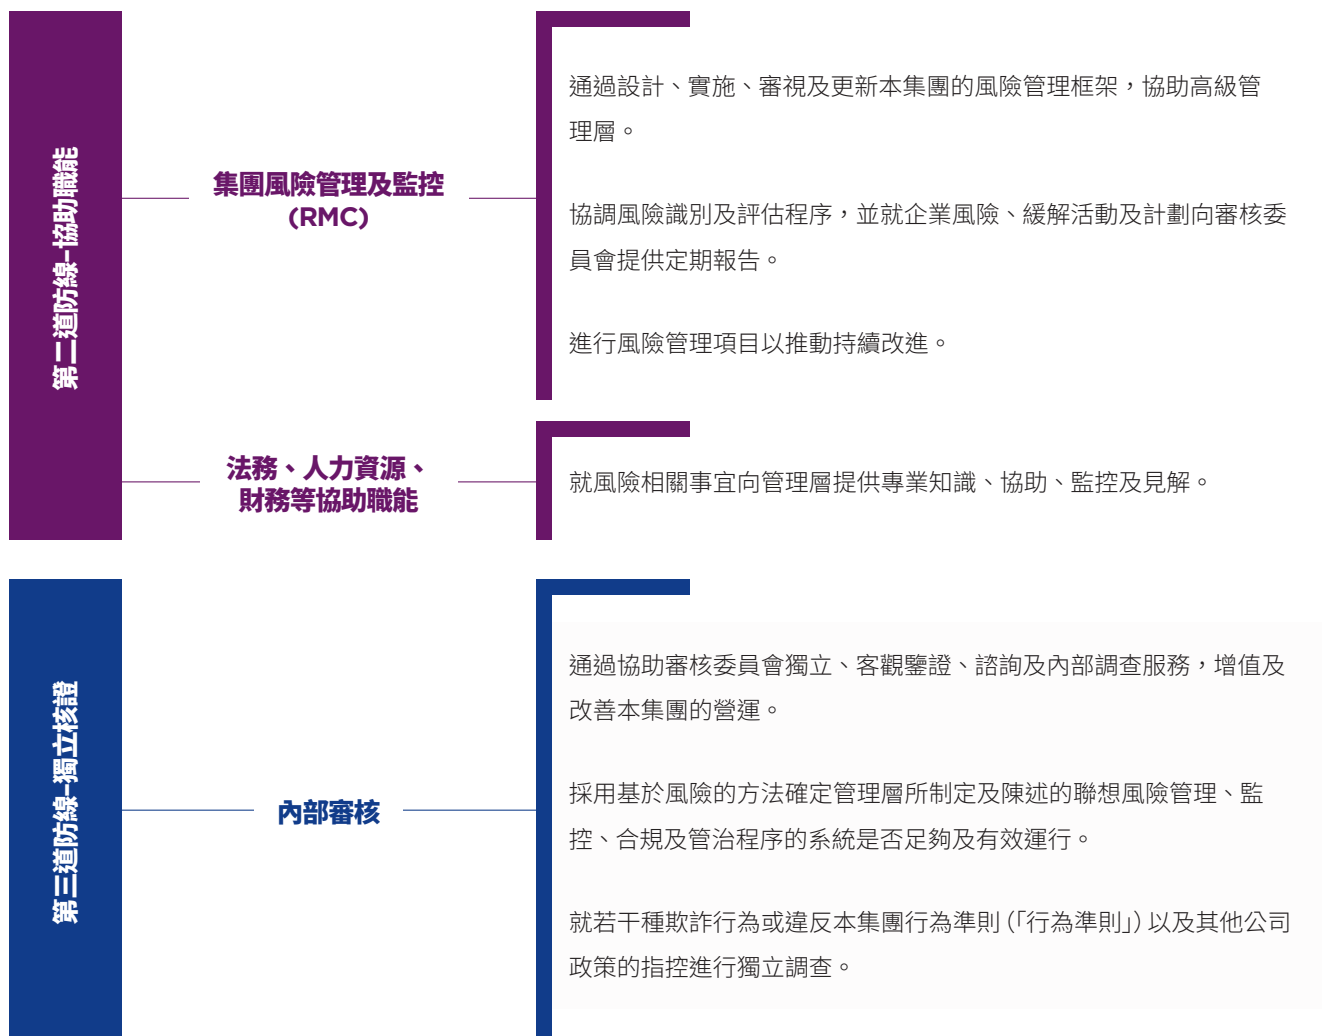 第二道防線–協助職能
集團風險管理及監控
(RMC)
通過設計、實施、審視及更新本集團的風險管理框架，協助高級管
理層。
協調風險識別及評估程序，並就企業風險、緩解活動及計劃向審核委
員會提供定期報告。
進行風險管理項目以推動持續改進。
法務、人力資源、
財務等協助職能
就風險相關事宜向管理層提供專業知識、協助、監控及見解。
第三道防線–獨立核證
內部審核
通過協助審核委員會獨立、客觀鑒證、諮詢及內部調查服務，增值及
改善本集團的營運。
採用基於風險的方法確定管理層所制定及陳述的聯想風險管理、監
控、合規及管治程序的系統是否足夠及有效運行。
就若干種欺詐行為或違反本集團行為準則（「行為準則」）以及其他公司
政策的指控進行獨立調查。